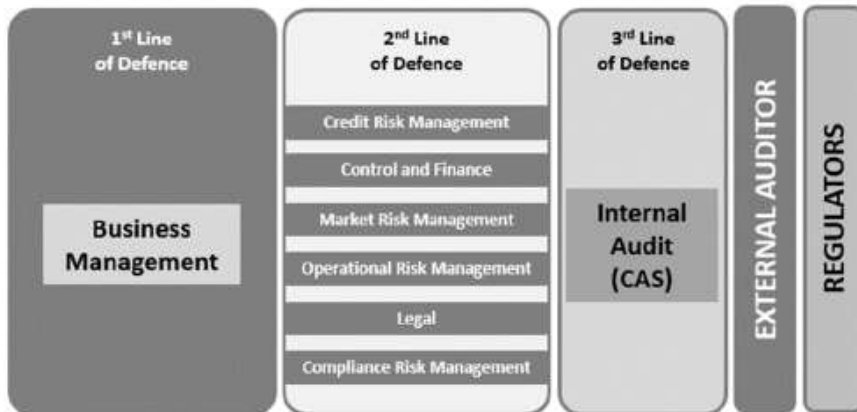 1st Line
of Defence
Business
Management
2nd Line
of Defence
Credit Risk Management
Control and Finance
Market Risk Management
Operational Risk Management
Legal
Compliance Risk Management
3rd Line
of Defence
Internal
Audit
(CAS)
EXTERNAL AUDITOR
REGULATORS